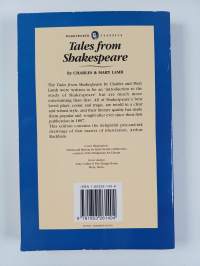 WORDSWORTH CLASSICS
Tales from
Shakespeare
by CHARLES & MARY LAMB
The Tales from Shakespeare by Charles and Mary
Lamb were written to be an 'introduction to the
study of Shakespeare' but are much more
entertaining than that. All of Shakespeare's best
loved plays, comic and tragic, are retold in a clear
and robust style, and their literary quality has made
them popular and sought-after ever since their first
publication in 1807.
This edition contains the delightful pen-and-ink
drawings of that master of illustration, Arthur
Rackham.